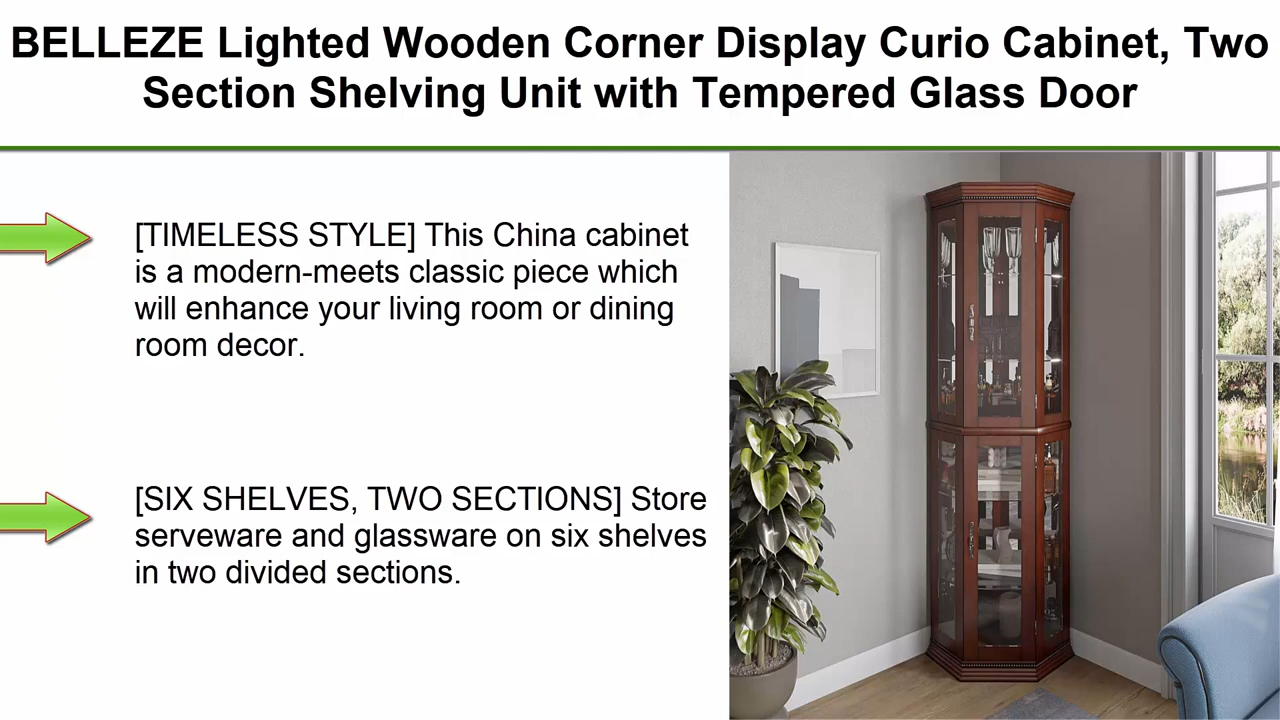 BELLEZE Lighted Wooden Corner Display Curio Cabinet, Two
Section Shelving Unit with Tempered Glass Door
[TIMELESS STYLE] This China cabinet
is a modern-meets classic piece which
will enhance your living room or dining
room decor.
[SIX SHELVES, TWO SECTIONS] Store
serveware and glassware on six shelves
in two divided sections.